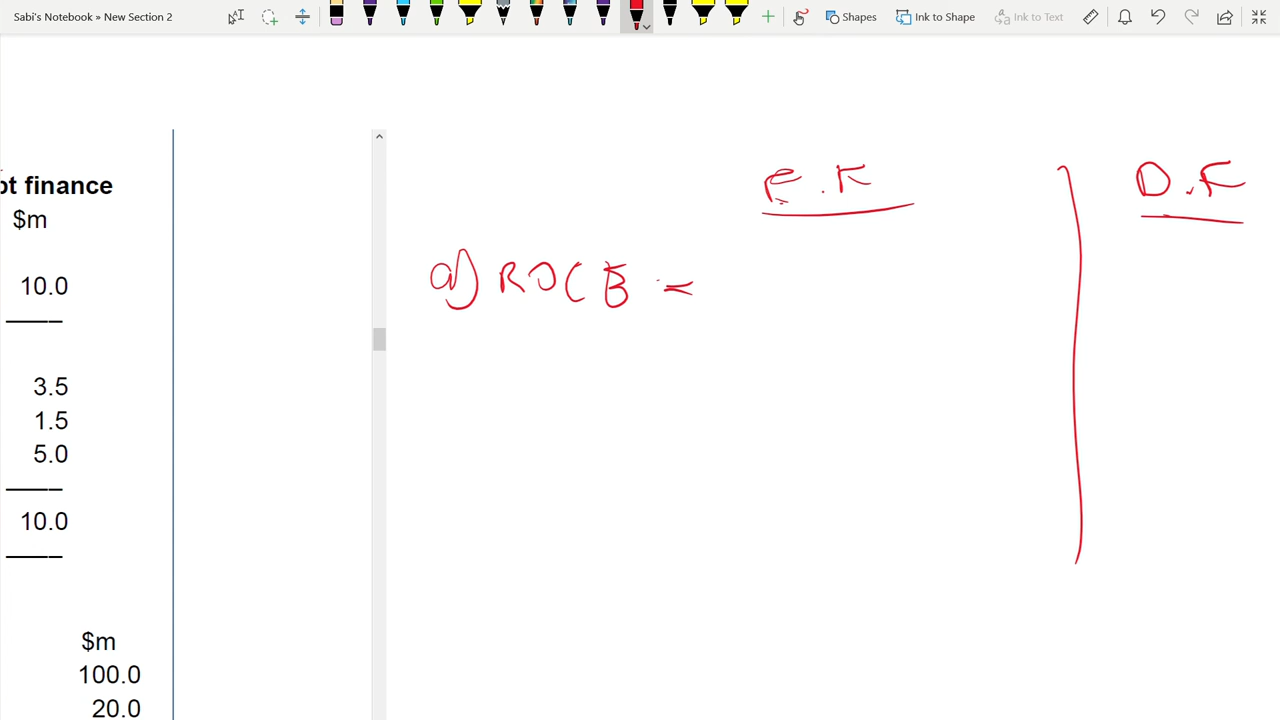 Sabi's Notebook » New Section 2
Shapes
Ink to Shape
Ink to Text
pt finance
$m
10.0
3.5
1.5
5.0
10.0
$m
100.0
20.0
E.F
D.F
a) ROCE =